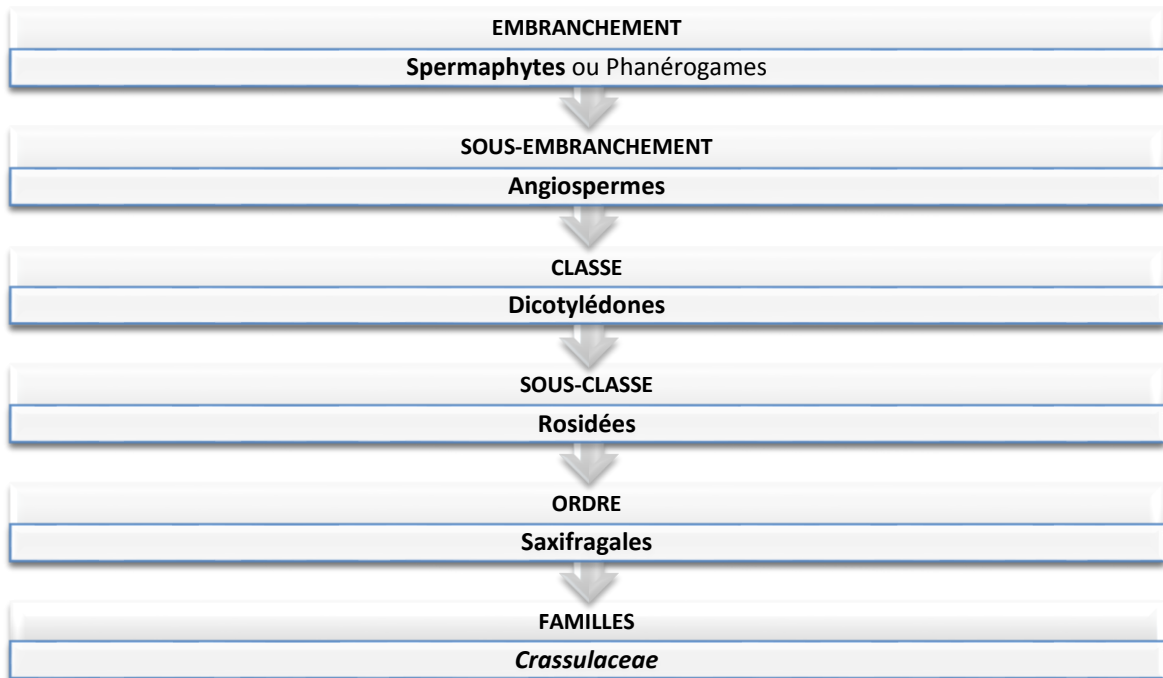 EMBRANCHEMENT
Spermaphytes ou Phanérogames
SOUS-EMBRANCHEMENT
Angiospermes
CLASSE
Dicotylédones
SOUS-CLASSE
Rosidées
ORDRE
Saxifragales
FAMILLES
Crassulaceae